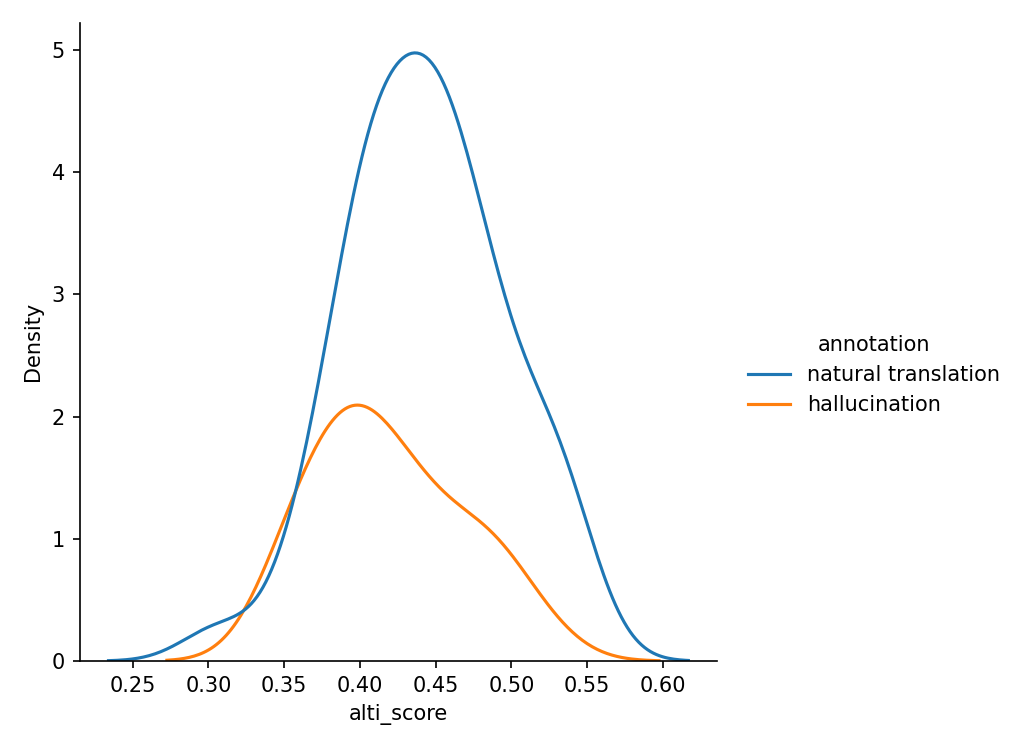 5
4
3
2
1
0
Density
0.25 0.30 0.35 0.40 0.45 0.50 0.55 0.60
alti_score
annotation
natural translation
hallucination